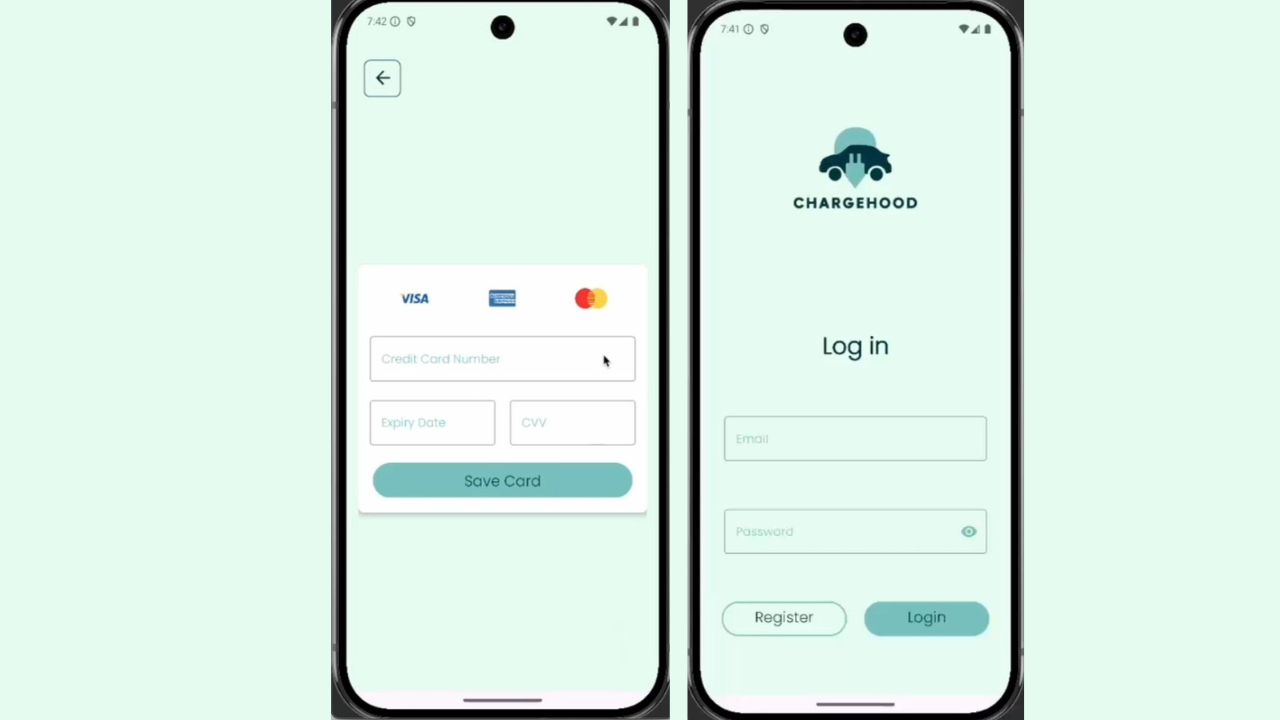 7:42
VISA
Credit Card Number
Expiry Date
CVV
Save Card
7:41
CHARGEHOOD
Log in
Email
Password
Register
Login